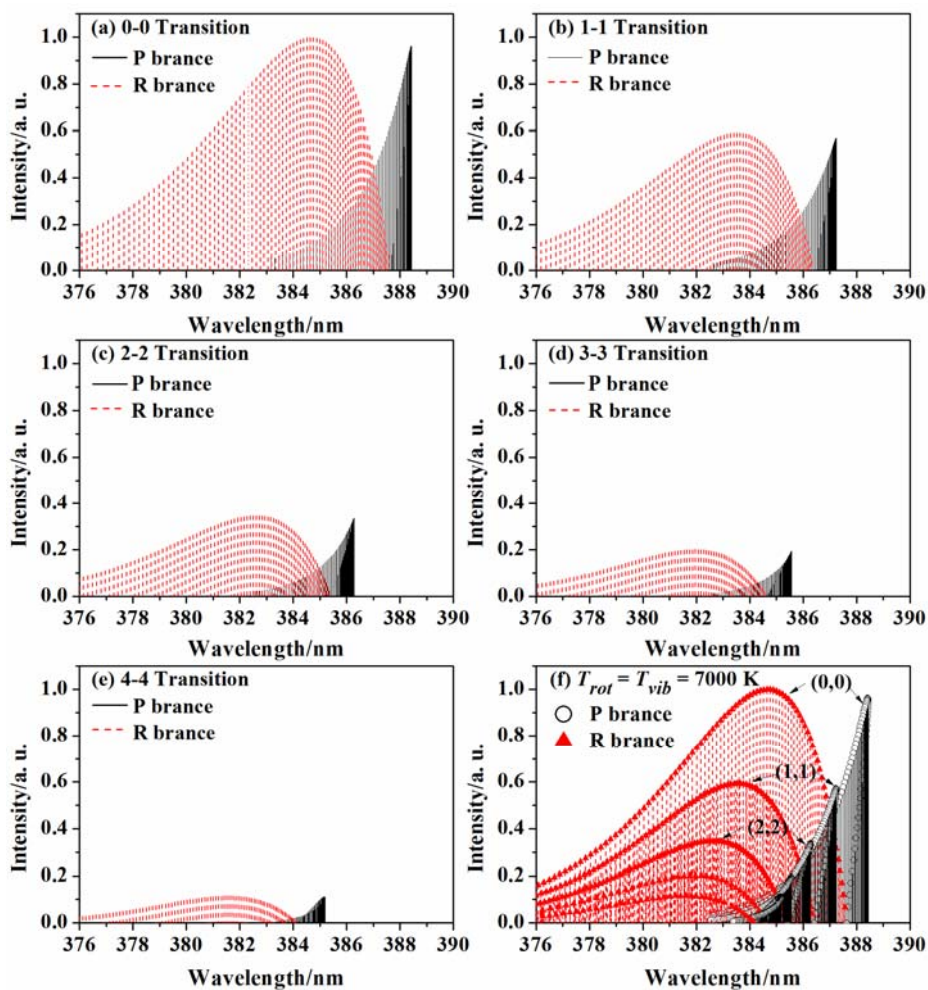 (a) 0-0 Transition
P brance
R brance
Intensity/a. u.
1.0
0.8
0.6
0.4
0.2
0.0
376 378 380 382 384 386 388 390
Wavelength/nm
(b) 1-1 Transition
P brance
R brance
Intensity/a. u.
1.0
0.8
0.6
0.4
0.2
0.0
376 378 380 382 384 386 388 390
Wavelength/nm
(c) 2-2 Transition
P brance
R brance
Intensity/a. u.
1.0
0.8
0.6
0.4
0.2
0.0
376 378 380 382 384 386 388 390
Wavelength/nm
(d) 3-3 Transition
P brance
R brance
Intensity/a. u.
1.0
0.8
0.6
0.4
0.2
0.0
376 378 380 382 384 386 388 390
Wavelength/nm
(e) 4-4 Transition
P brance
R brance
Intensity/a. u.
1.0
0.8
0.6
0.4
0.2
0.0
376 378 380 382 384 386 388 390
Wavelength/nm
(f) Trot = Tvib = 7000 K
P brance
R brance
(0,0)
(1,1)
(2,2)
Intensity/a. u.
1.0
0.8
0.6
0.4
0.2
0.0
376 378 380 382 384 386 388 390
Wavelength/nm